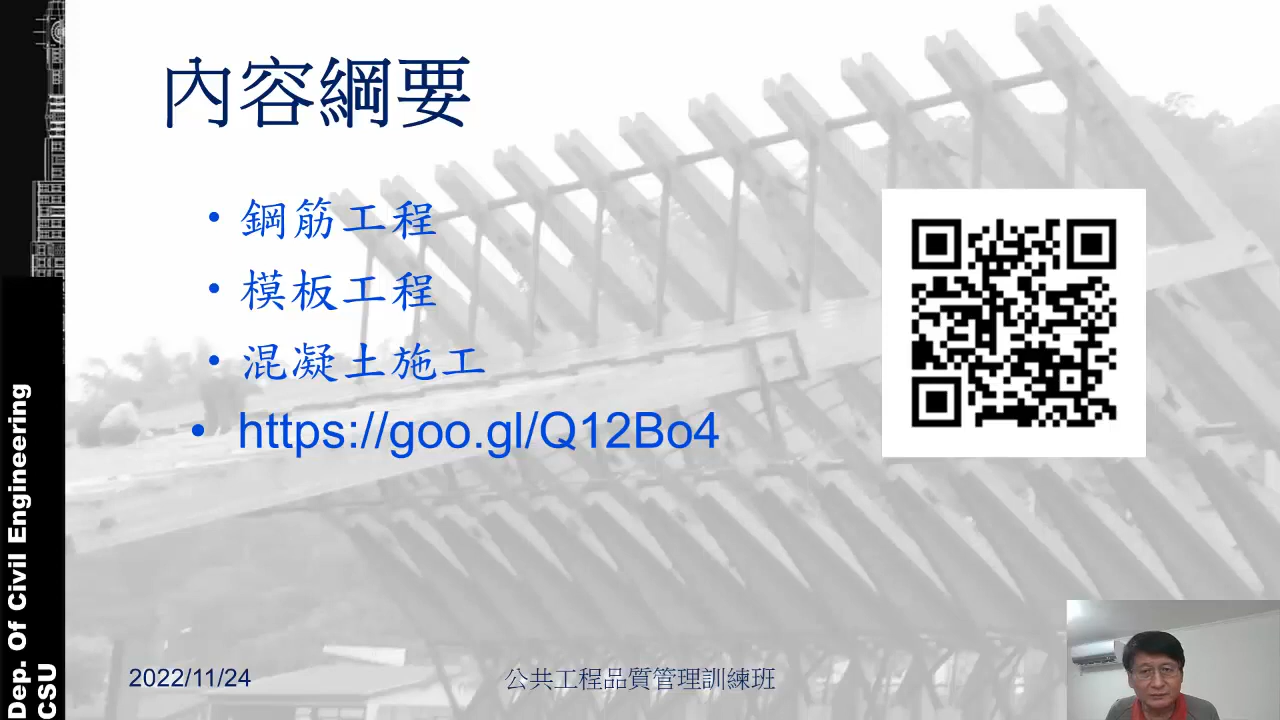 內容綱要
• 鋼筋工程
• 模板工程
• 混凝土施工
• https://goo.gl/Q12Bo4
2022/11/24
公共工程品質管理訓練班
Dep. Of Civil Engineering
CSU